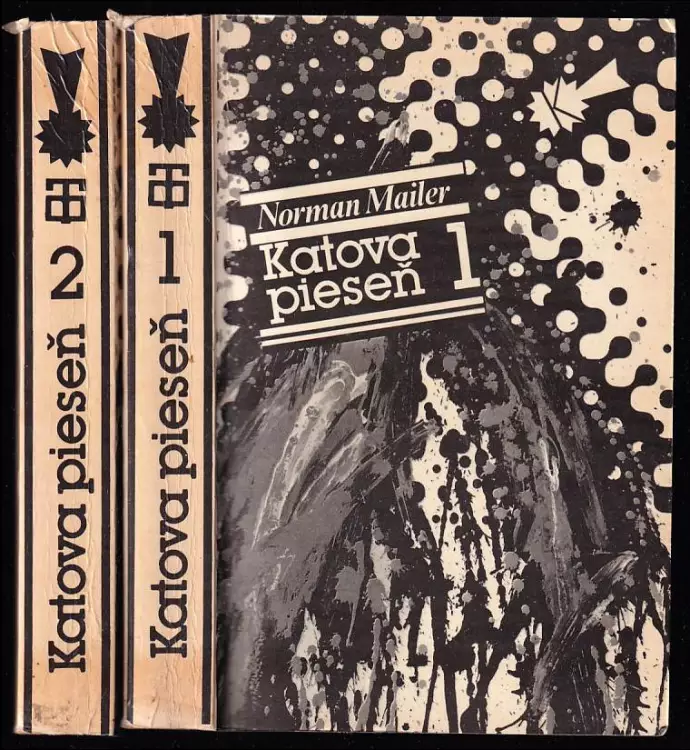 Katova pieseň 2
Katova pieseň 1
Norman Mailer
Katova
pieseň 1